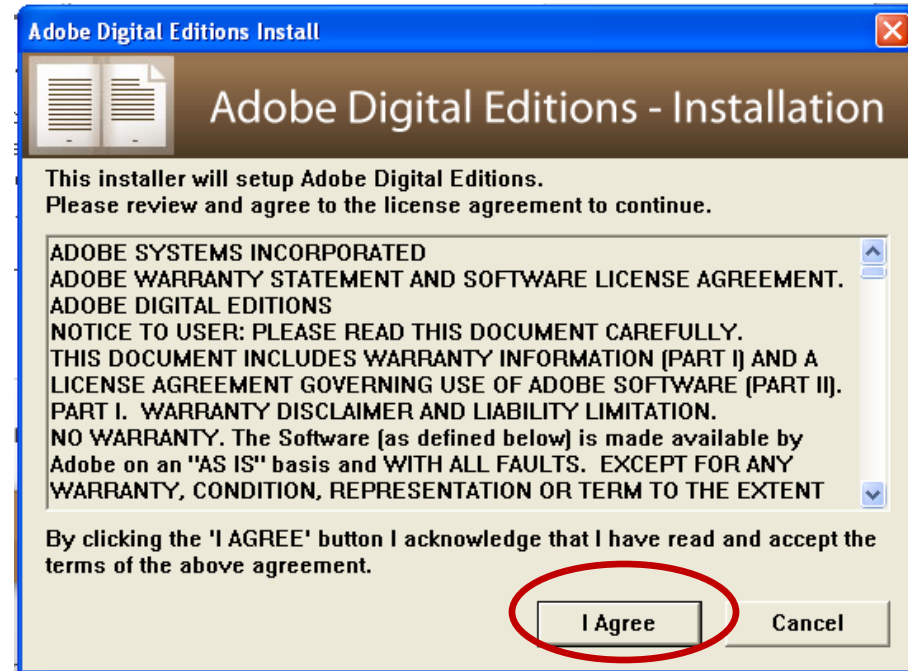 Adobe Digital Editions Install
Adobe Digital Editions - Installation
This installer will setup Adobe Digital Editions.
Please review and agree to the license agreement to continue.
ADOBE SYSTEMS INCORPORATED
ADOBE WARRANTY STATEMENT AND SOFTWARE LICENSE AGREEMENT.
ADOBE DIGITAL EDITIONS
NOTICE TO USER: PLEASE READ THIS DOCUMENT CAREFULLY.
THIS DOCUMENT INCLUDES WARRANTY INFORMATION (PART I) AND A
LICENSE AGREEMENT GOVERNING USE OF ADOBE SOFTWARE (PART II).
PART I.  WARRANTY DISCLAIMER AND LIABILITY LIMITATION.
NO WARRANTY. The Software (as defined below) is made available by
Adobe on an "AS IS" basis and WITH ALL FAULTS.  EXCEPT FOR ANY
WARRANTY, CONDITION, REPRESENTATION OR TERM TO THE EXTENT
By clicking the 'I AGREE' button I acknowledge that I have read and accept the
terms of the above agreement.
I Agree
Cancel